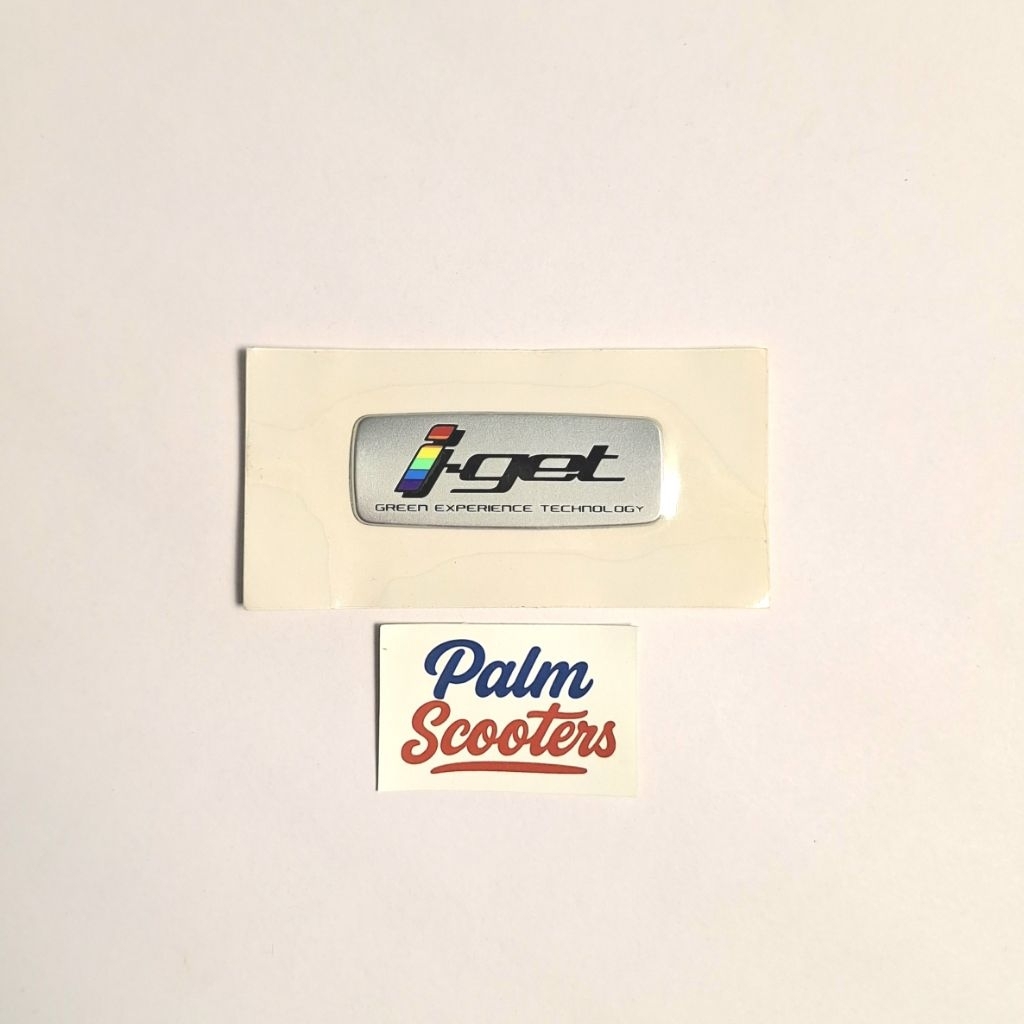 i-get
GREEN EXPERIENCE TECHNOLOGY
Palm
Scooters